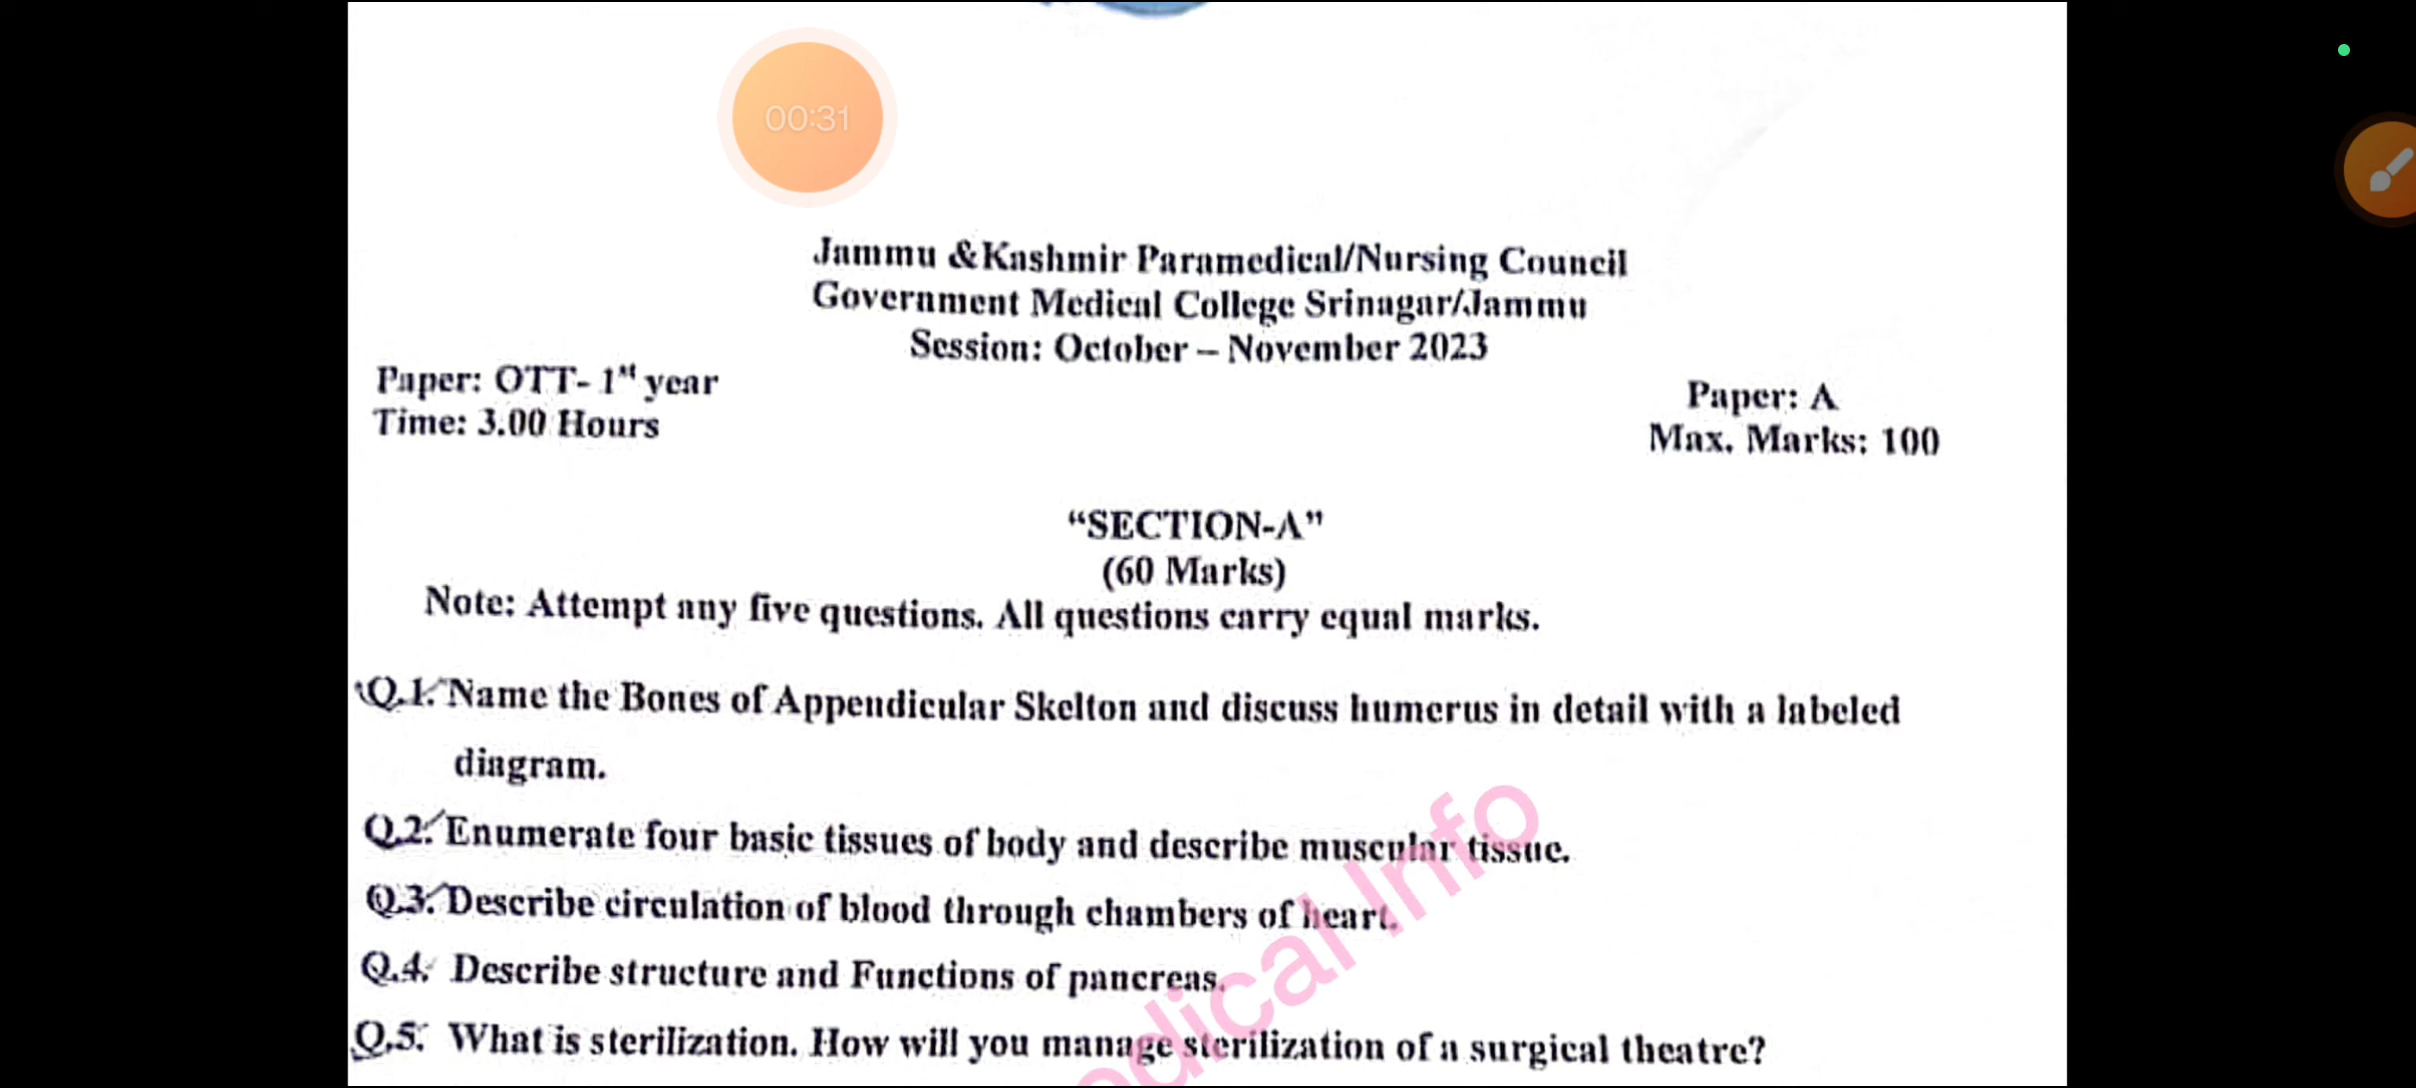 00:31
Jammu &Kashmir Paramedical/Nursing Council
Government Medical College Srinagar/Jammu
Session: October – November 2023
Paper: OTT- 1st year
Paper: A
Time: 3.00 Hours
Max. Marks: 100
“SECTION-A”
(60 Marks)
Note: Attempt any five questions. All questions carry equal marks.
Q.1. Name the Bones of Appendicular Skelton and discuss humerus in detail with a labeled
diagram.
Q.2. Enumerate four basic tissues of body and describe muscular tissue.
Q.3. Describe circulation of blood through chambers of heart.
Q.4. Describe structure and Functions of pancreas.
Q.5. What is sterilization. How will you manage sterilization of a surgical theatre?
dical Info